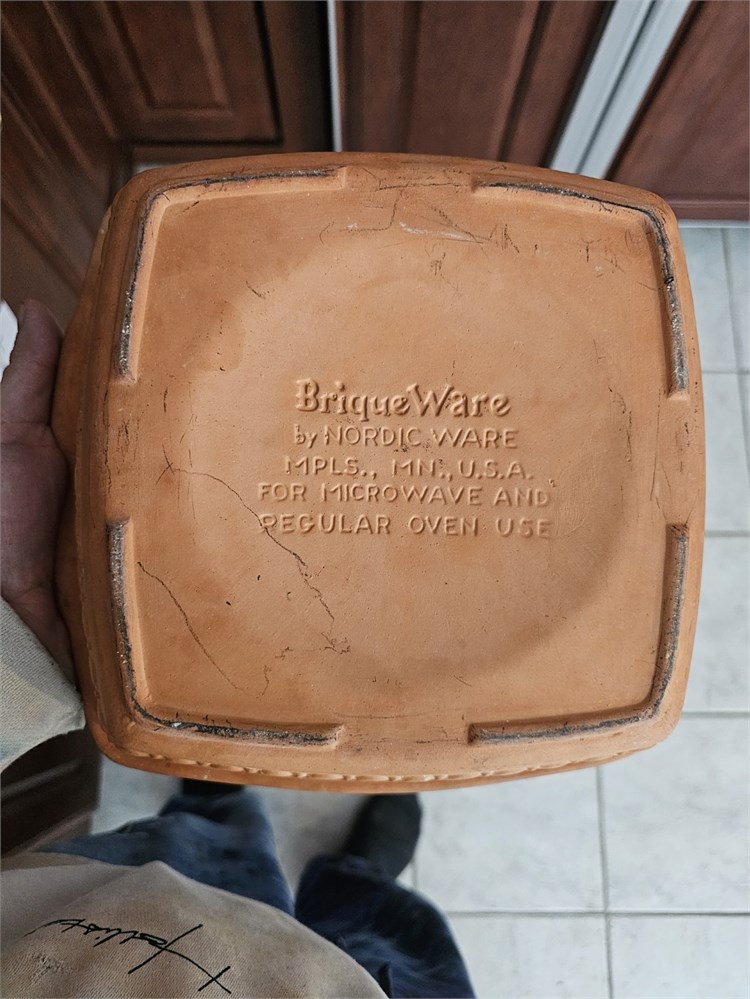 BriqueWare
by NORDIC WARE
MPLS., MN., U.S.A.
FOR MICROWAVE AND
REGULAR OVEN USE